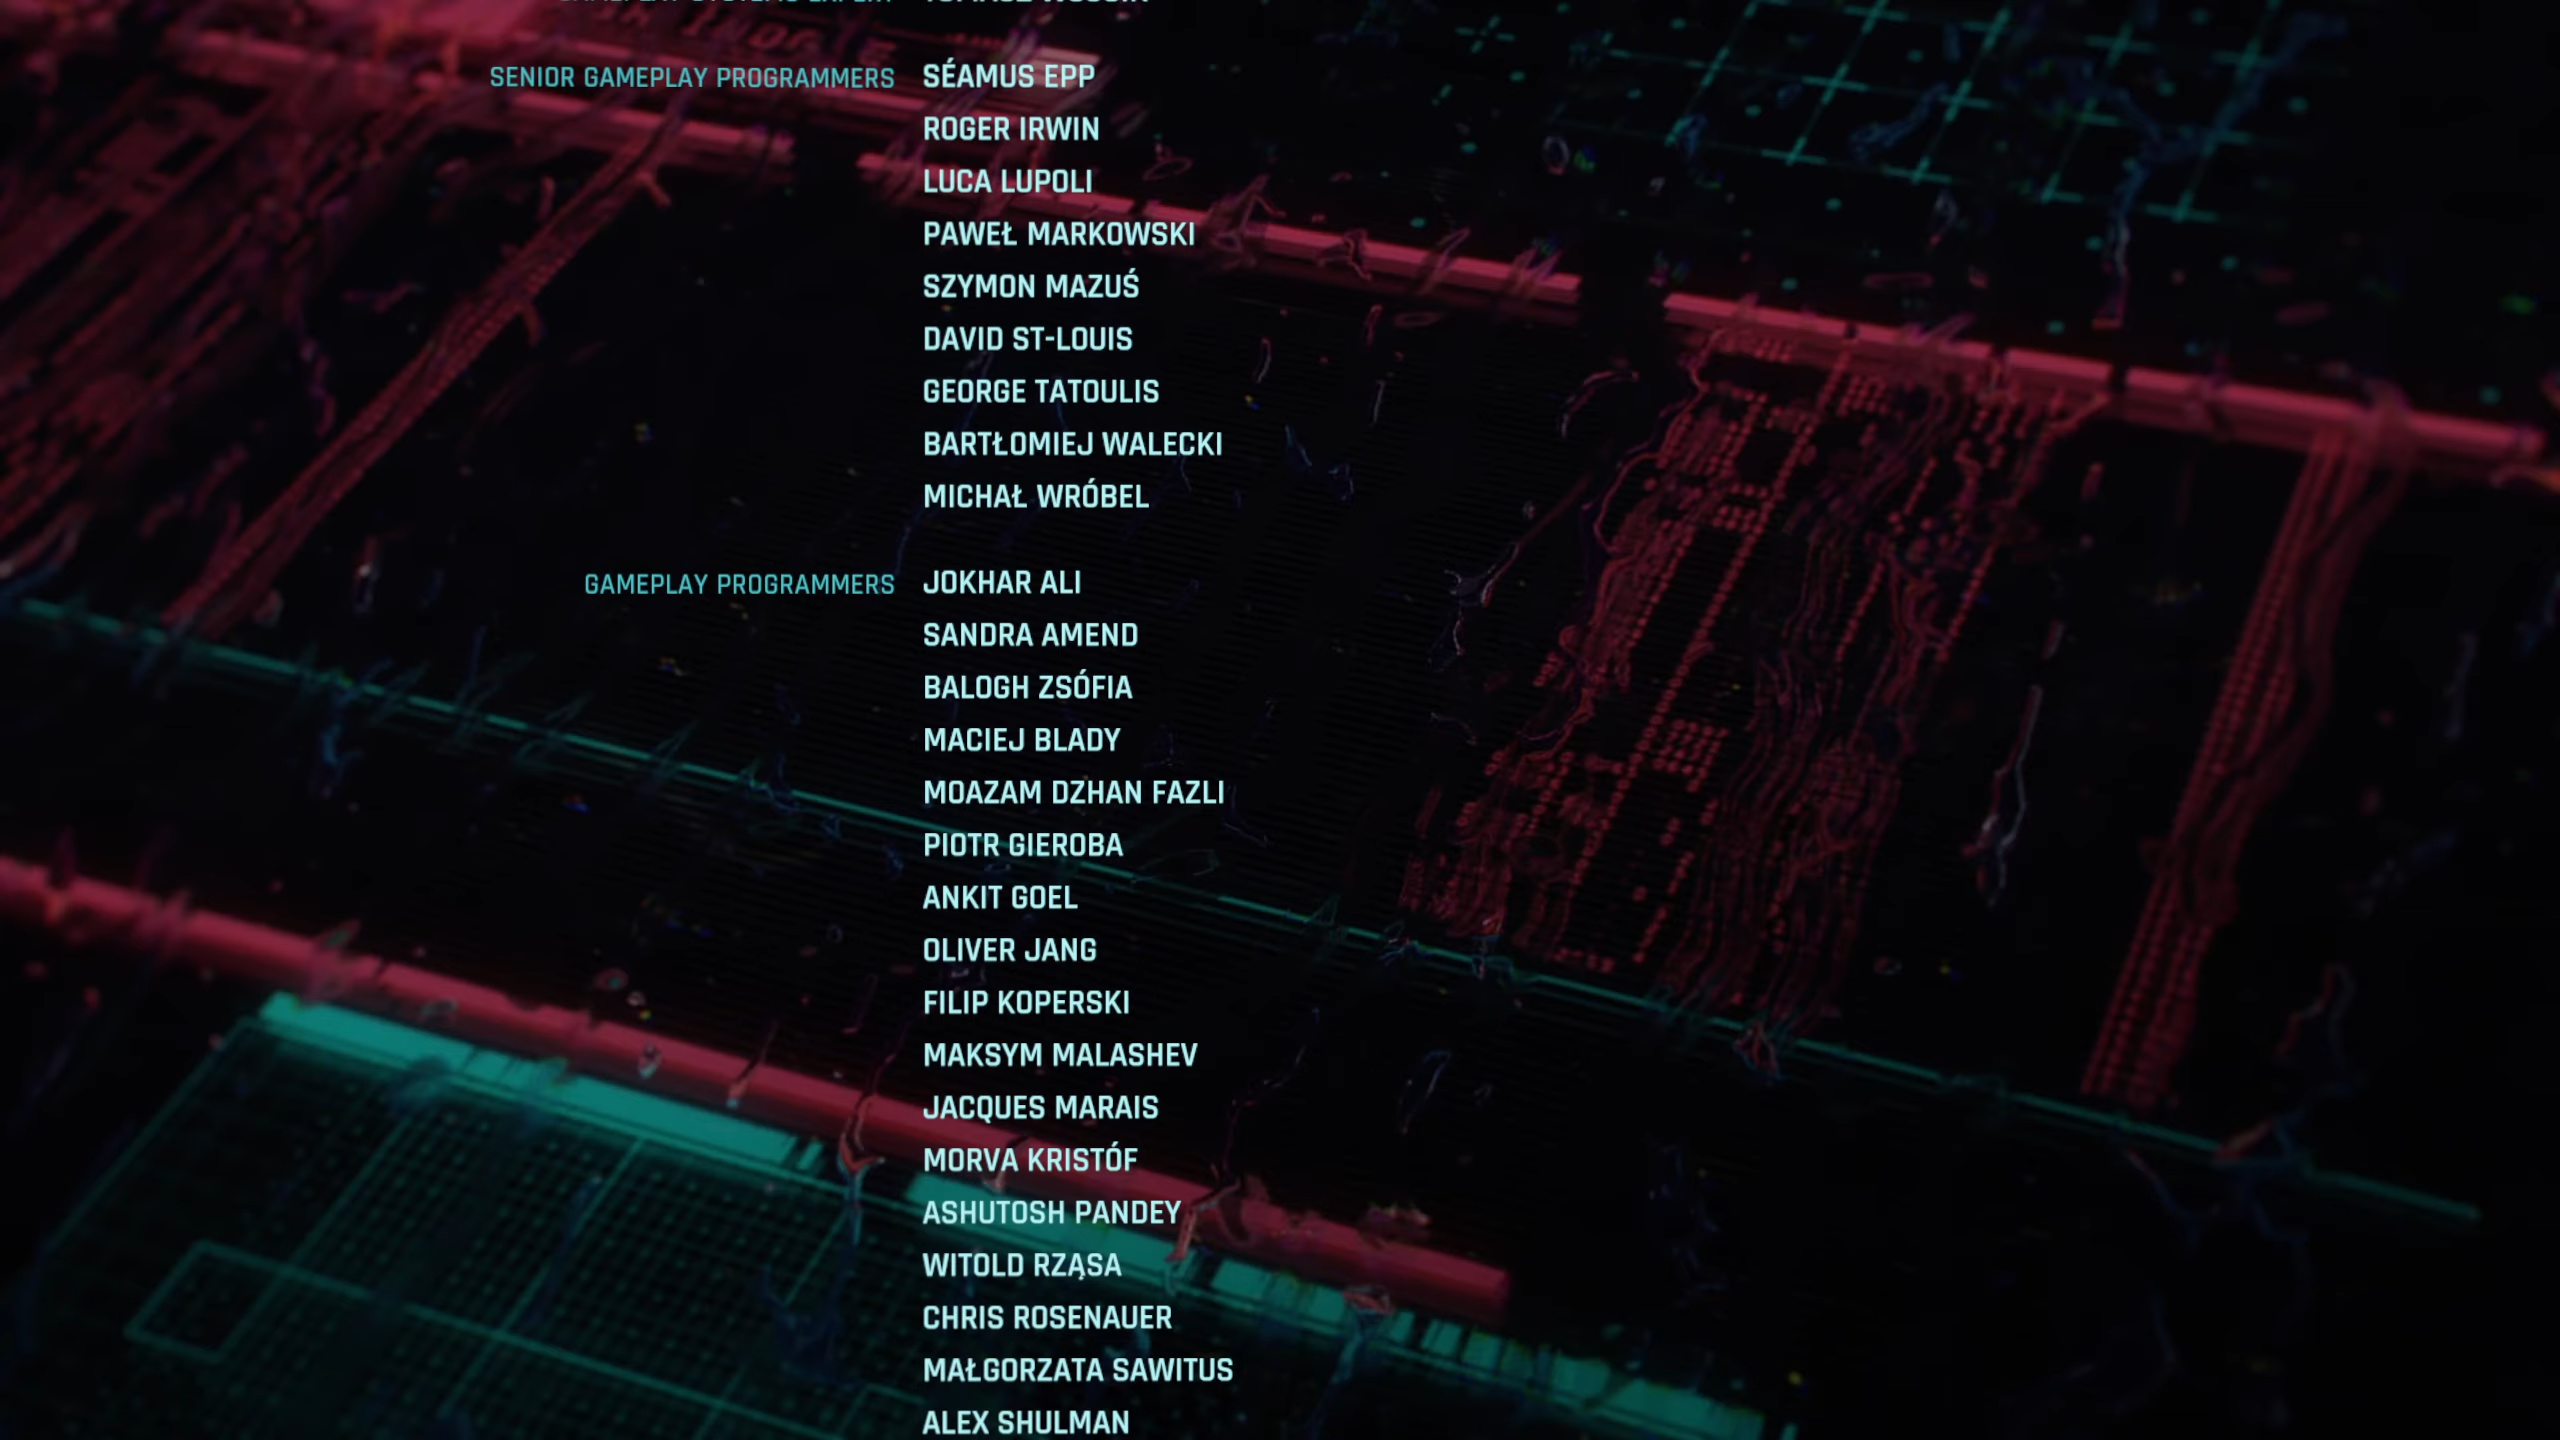 GAMEPLAY SYSTEMS EXPERT
SENIOR GAMEPLAY PROGRAMMERS SÉAMUS EPP
ROGER IRWIN
LUCA LUPOLI
PAWEŁ MARKOWSKI
SZYMON MAZUŚ
DAVID ST-LOUIS
GEORGE TATOULIS
BARTŁOMIEJ WALECKI
MICHAŁ WRÓBEL
GAMEPLAY PROGRAMMERS JOKHAR ALI
SANDRA AMEND
BALOGH ZSÓFIA
MACIEJ BLADY
MOAZAM DZHAN FAZLI
PIOTR GIEROBA
ANKIT GOEL
OLIVER JANG
FILIP KOPERSKI
MAKSYM MALASHEV
JACQUES MARAIS
MORVA KRISTÓF
ASHUTOSH PANDEY
WITOLD RZĄSA
CHRIS ROSENAUER
MAŁGORZATA SAWITUS
ALEX SHULMAN